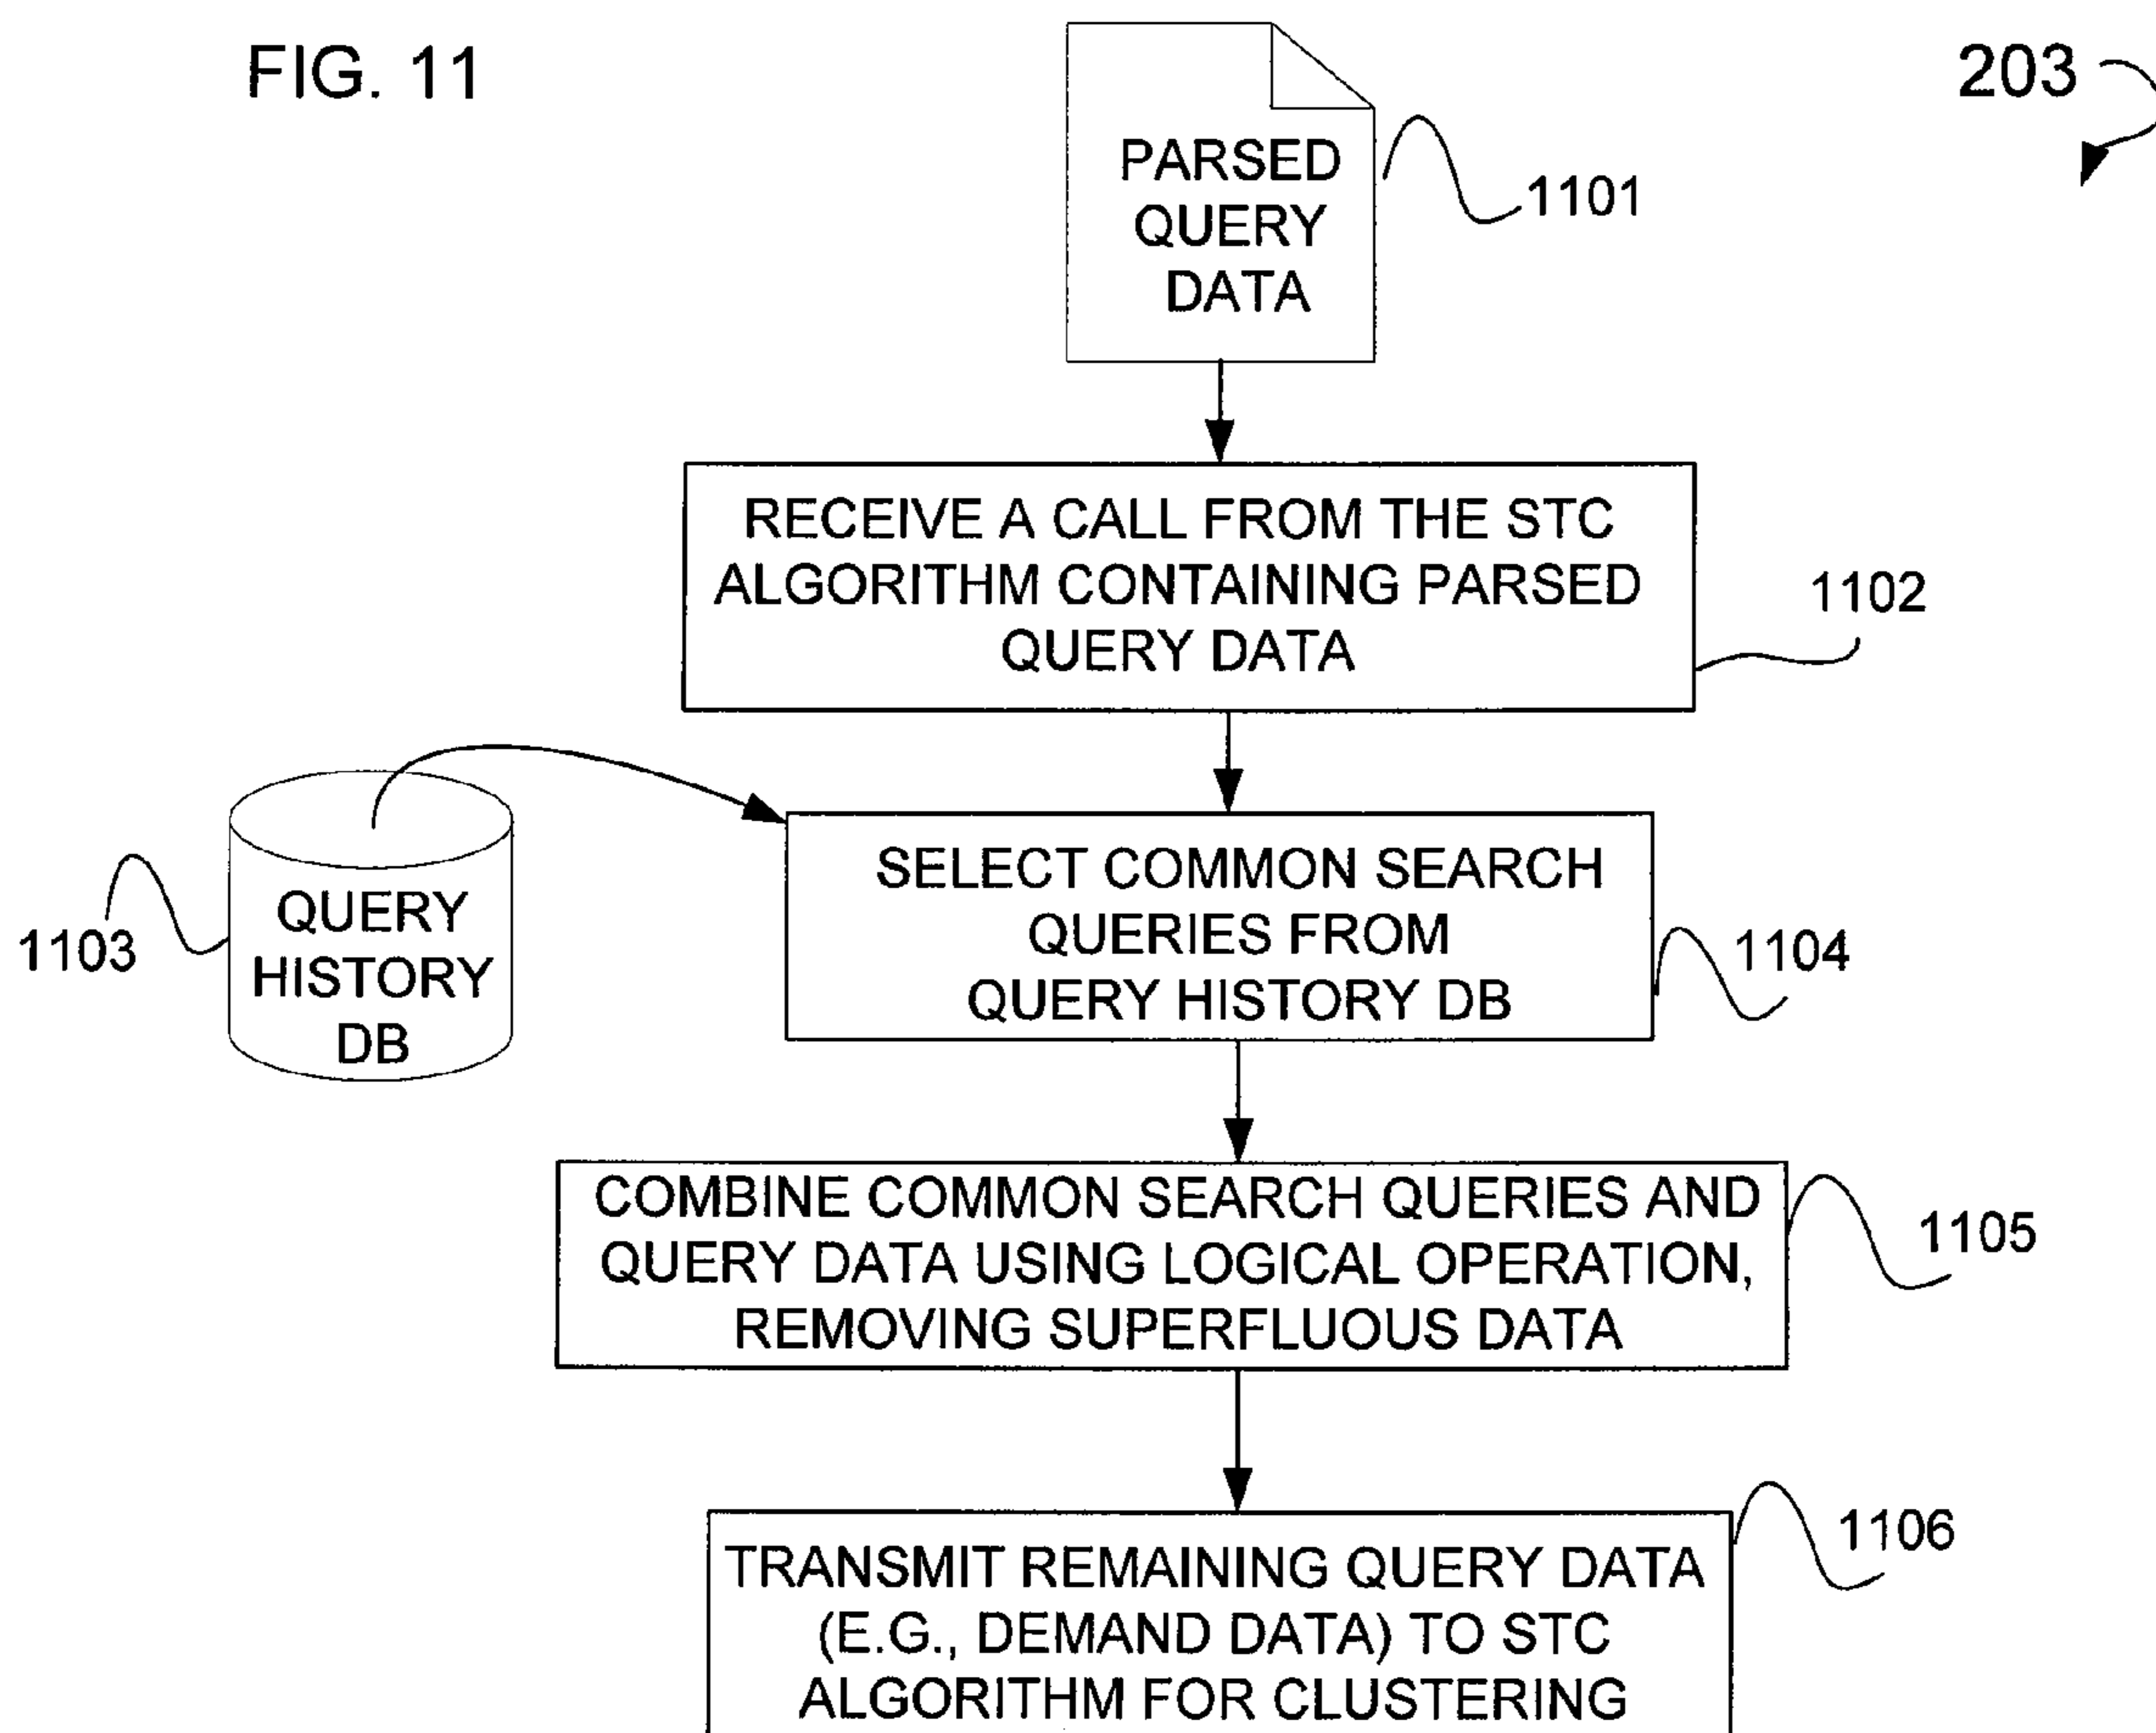 FIG. 11
203
PARSED
QUERY
DATA
1101
RECEIVE A CALL FROM THE STC
ALGORITHM CONTAINING PARSED
QUERY DATA
1102
QUERY
HISTORY
DB
1103
SELECT COMMON SEARCH
QUERIES FROM
QUERY HISTORY DB
1104
COMBINE COMMON SEARCH QUERIES AND
QUERY DATA USING LOGICAL OPERATION,
REMOVING SUPERFLUOUS DATA
1105
TRANSMIT REMAINING QUERY DATA
(E.G., DEMAND DATA) TO STC
ALGORITHM FOR CLUSTERING
1106